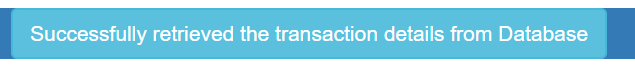 Successfully retrieved the transaction details from Database